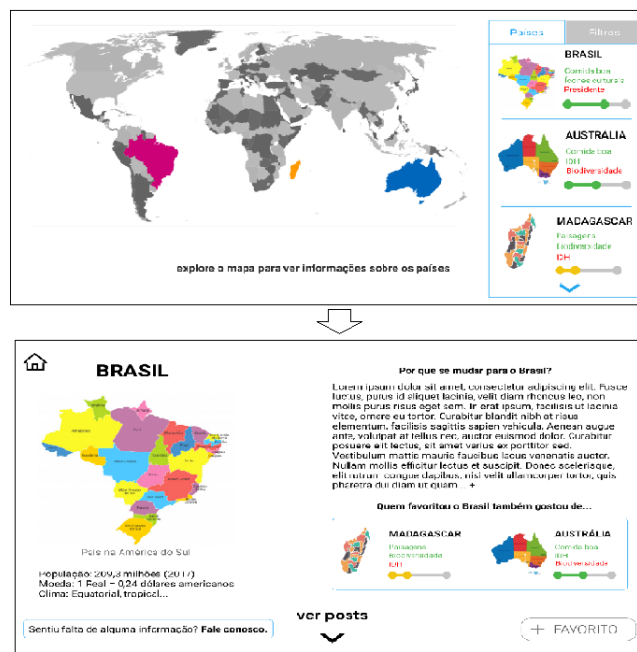 Países
Filtros
BRASIL
Comida boa
Presidente
AUSTRALIA
Comida boa
IDH
Biodiversidade
MADAGASCAR
Paisagens
Biodiversidade
IDH
explore o mapa para ver informações sobre os países
BRASIL
País na América do Sul
População: 209,3 milhões (2017)
Moeda: 1 Real = 0,24 dólares americanos
Clima: Equatorial, tropical...
Sentiu falta de alguma informação? Fale conosco.
Por que se mudar para o Brasil?
Lorem ipsum dolor sit amet, consectetur adipiscing elit. Fusce
luctus, purus id aliquet lacinia, velit diam rhoncus leo, non
mollis purus risus eget sem. In erat ipsum, facilisis ut lacinia
vitae, ornare eu tortor. Curabitur blandit nibh at risus
elementum, facilisis sagittis sapien vehicula. Aenean augue
ante, volutpat at tellus nec, auctor euismod dolor. Curabitur
posuere elit lectus, sit amet varius ex porttitor sed.
Vestibulum mattis mauris faucibus lacus venenatis auctor.
Nullam mollis efficitur lectus et suscipit. Donec scelerisque,
elit rutrum congue dapibus, nisi velit ullamcorper tortor, quis
pharetra dui diam ut quam ... +
Quem favoritou o Brasil também gostou de...
MADAGASCAR
Paisagens
Biodiversidade
IDH
AUSTRÁLIA
Comida boa
IDH
Biodiversidade
ver posts
+ FAVORITO